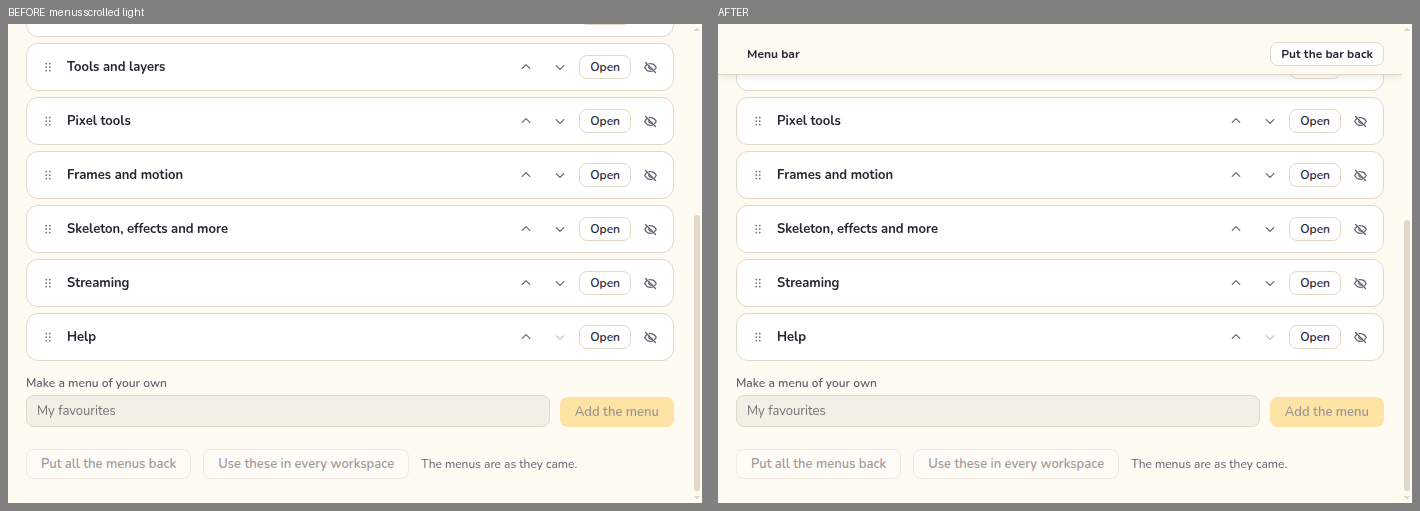 BEFORE menus scrolled light
Tools and layers Open
Pixel tools Open
Frames and motion Open
Skeleton, effects and more Open
Streaming Open
Help Open
Make a menu of your own
My favourites Add the menu
Put all the menus back Use these in every workspace The menus are as they came.
AFTER
Menu bar Put the bar back
Pixel tools Open
Frames and motion Open
Skeleton, effects and more Open
Streaming Open
Help Open
Make a menu of your own
My favourites Add the menu
Put all the menus back Use these in every workspace The menus are as they came.